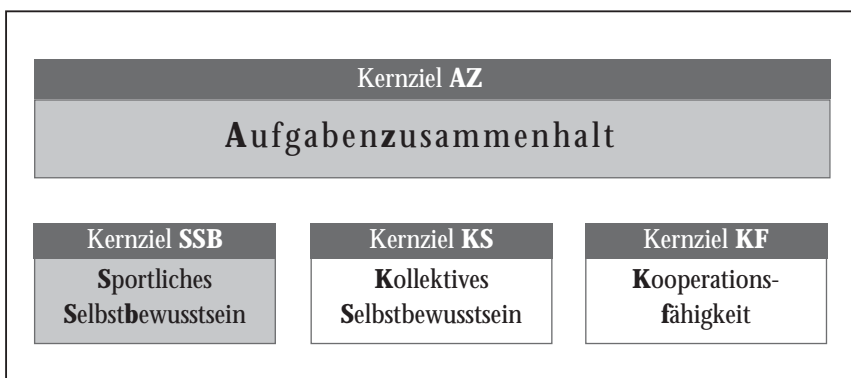 Kernziel AZ
Aufgabenzusammenhalt
Kernziel SSB
Sportliches
Selbstbewusstsein
Kernziel KS
Kollektives
Selbstbewusstsein
Kernziel KF
Kooperations-
fähigkeit